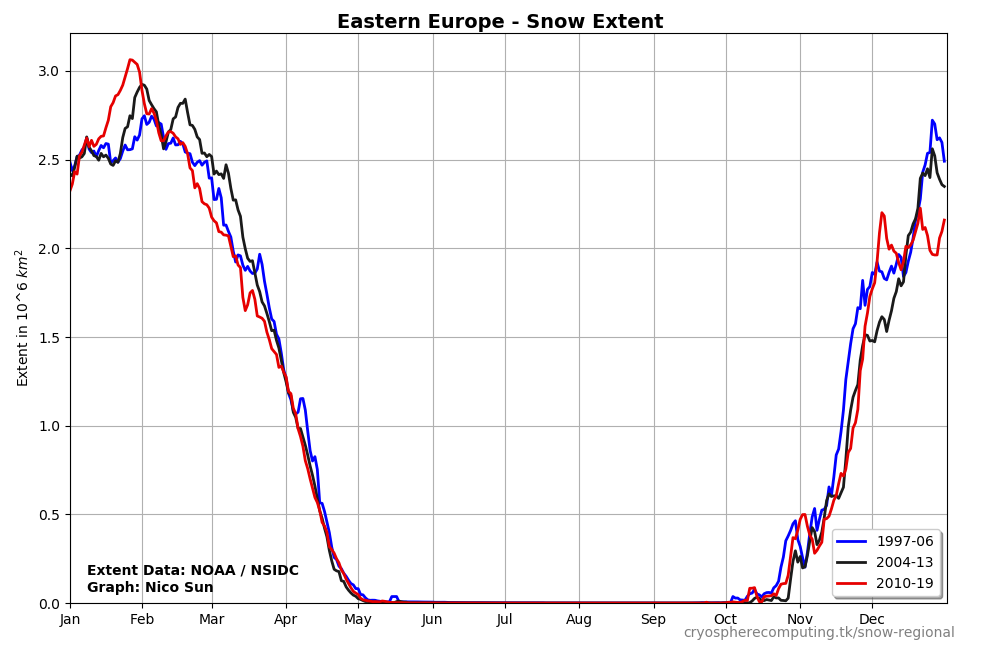 Eastern Europe - Snow Extent
Extent in 10^6 km²
3.0
2.5
2.0
1.5
1.0
0.5
0.0
Jan Feb Mar Apr May Jun Jul Aug Sep Oct Nov Dec
1997-06
2004-13
2010-19
Extent Data: NOAA / NSIDC
Graph: Nico Sun
cryospherecomputing.tk/snow-regional